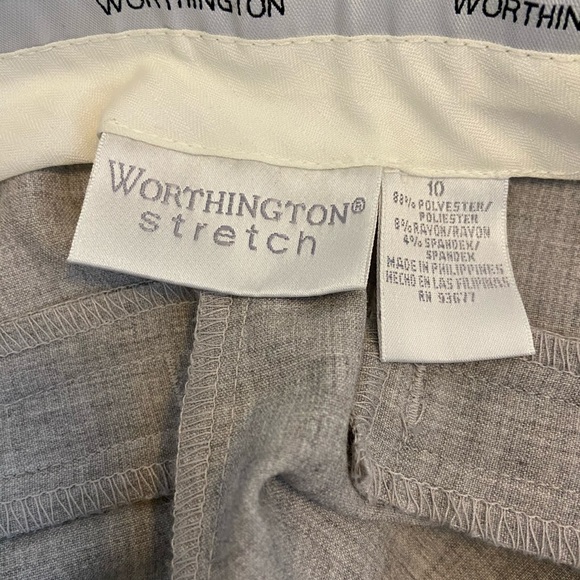 WORTHINGTON
WORTHINGTON
WORTHINGTON®
stretch
10
88% POLYESTER/
POLIESTER
8% RAYON/RAYON
4% SPANDEX/
SPANDEX
MADE IN PHILIPPINES
HECHO EN LAS FILIPINAS
RN 93677